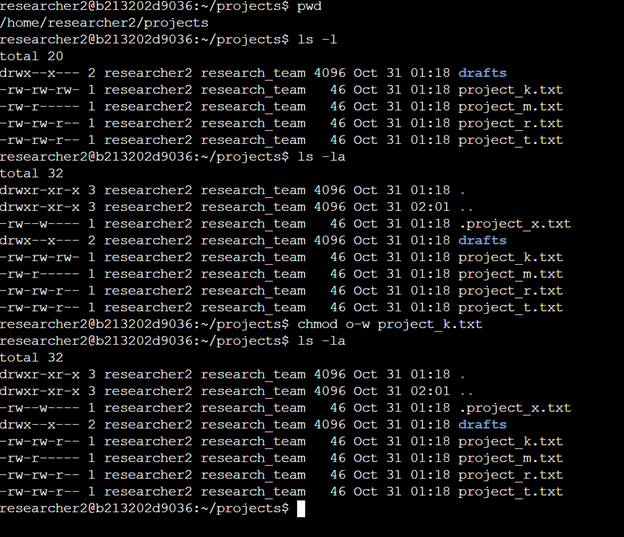 researcher2@b213202d9036:~/projects$ pwd
/home/researcher2/projects
researcher2@b213202d9036:~/projects$ ls -l
total 20
drwx--x--- 2 researcher2 research_team 4096 Oct 31 01:18 drafts
-rw-rw-rw- 1 researcher2 research_team   46 Oct 31 01:18 project_k.txt
-rw-r----- 1 researcher2 research_team   46 Oct 31 01:18 project_m.txt
-rw-rw-r-- 1 researcher2 research_team   46 Oct 31 01:18 project_r.txt
-rw-rw-r-- 1 researcher2 research_team   46 Oct 31 01:18 project_t.txt
researcher2@b213202d9036:~/projects$ ls -la
total 32
drwxr-xr-x 3 researcher2 research_team 4096 Oct 31 01:18 .
drwxr-xr-x 3 researcher2 research_team 4096 Oct 31 02:01 ..
-rw--w---- 1 researcher2 research_team   46 Oct 31 01:18 .project_x.txt
drwx--x--- 2 researcher2 research_team 4096 Oct 31 01:18 drafts
-rw-rw-rw- 1 researcher2 research_team   46 Oct 31 01:18 project_k.txt
-rw-r----- 1 researcher2 research_team   46 Oct 31 01:18 project_m.txt
-rw-rw-r-- 1 researcher2 research_team   46 Oct 31 01:18 project_r.txt
-rw-rw-r-- 1 researcher2 research_team   46 Oct 31 01:18 project_t.txt
researcher2@b213202d9036:~/projects$ chmod o-w project_k.txt
researcher2@b213202d9036:~/projects$ ls -la
total 32
drwxr-xr-x 3 researcher2 research_team 4096 Oct 31 01:18 .
drwxr-xr-x 3 researcher2 research_team 4096 Oct 31 02:01 ..
-rw--w---- 1 researcher2 research_team   46 Oct 31 01:18 .project_x.txt
drwx--x--- 2 researcher2 research_team 4096 Oct 31 01:18 drafts
-rw-rw-r-- 1 researcher2 research_team   46 Oct 31 01:18 project_k.txt
-rw-r----- 1 researcher2 research_team   46 Oct 31 01:18 project_m.txt
-rw-rw-r-- 1 researcher2 research_team   46 Oct 31 01:18 project_r.txt
-rw-rw-r-- 1 researcher2 research_team   46 Oct 31 01:18 project_t.txt
researcher2@b213202d9036:~/projects$